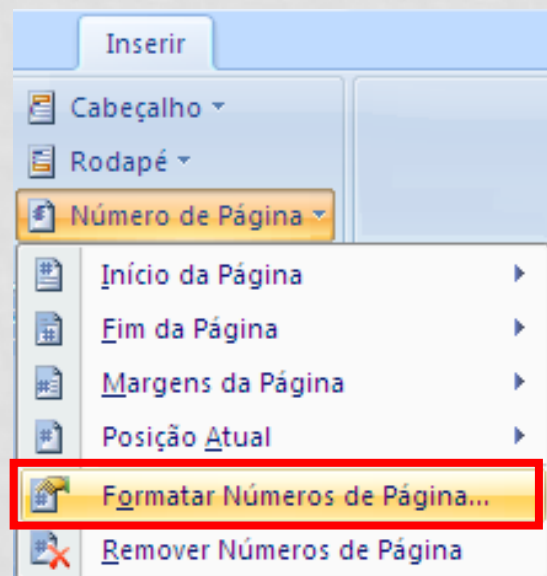 Inserir
Cabeçalho
Rodapé
Número de Página
Início da Página
Fim da Página
Margens da Página
Posição Atual
Formatar Números de Página...
Remover Números de Página